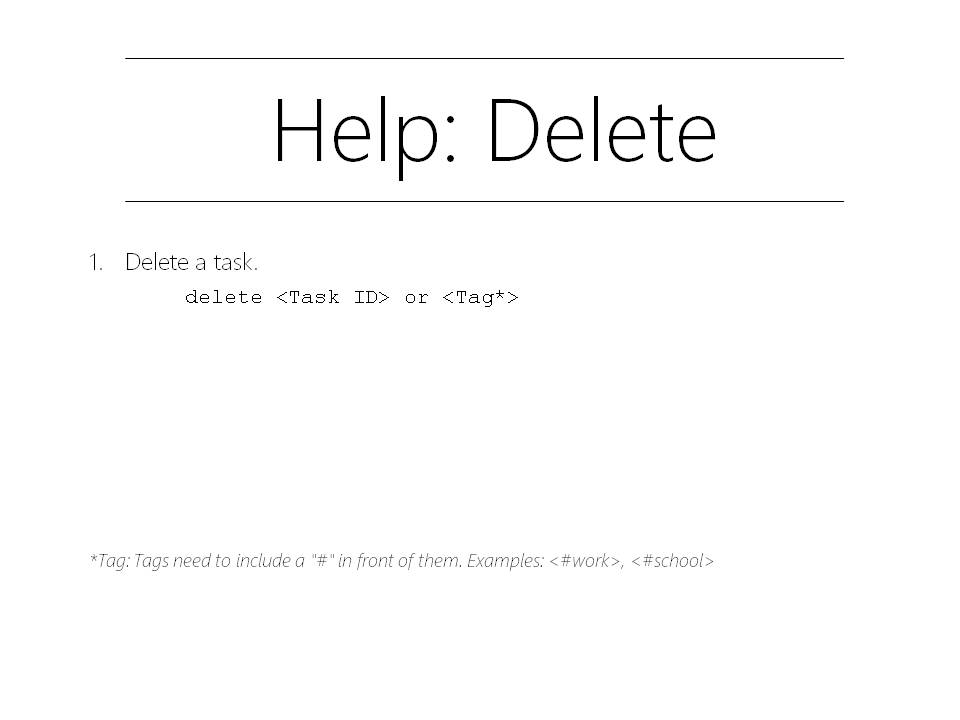 Help: Delete
1. Delete a task.
delete <Task ID> or <Tag*>
*Tag: Tags need to include a "#" in front of them. Examples: <#work>, <#school>